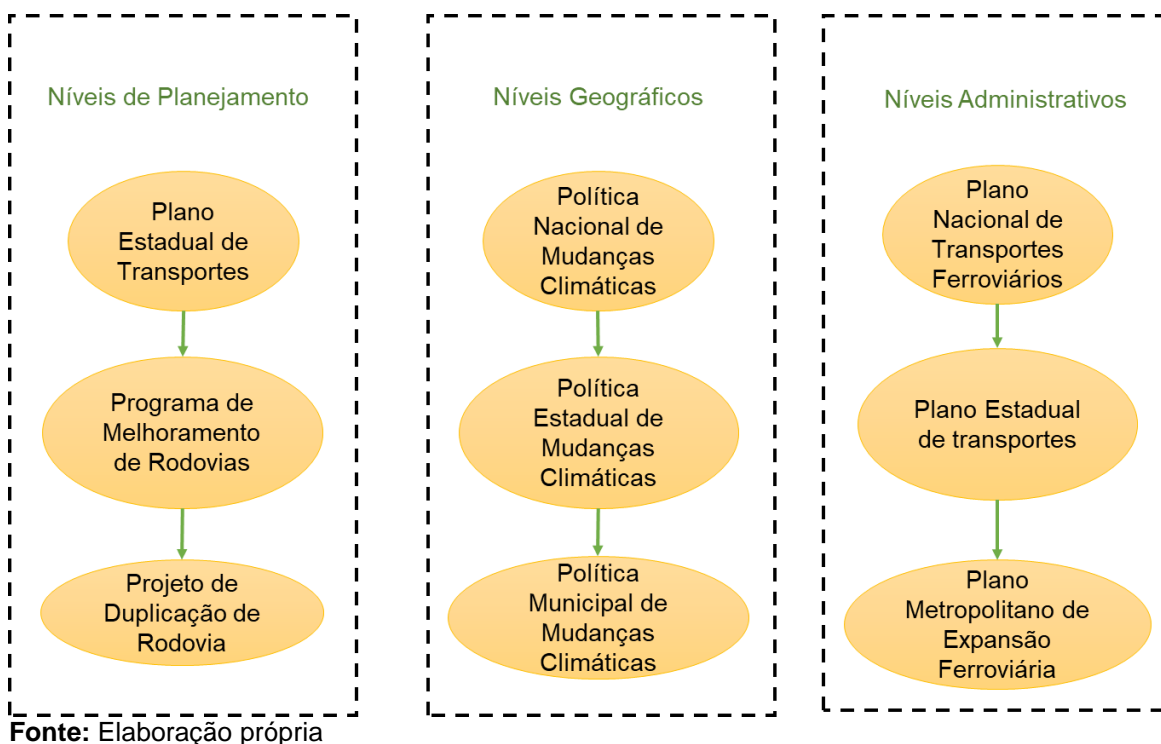 Níveis de Planejamento
Plano
Estadual de
Transportes
Programa de
Melhoramento
de Rodovias
Projeto de
Duplicação de
Rodovia
Níveis Geográficos
Política
Nacional de
Mudanças
Climáticas
Política
Estadual de
Mudanças
Climáticas
Política
Municipal de
Mudanças
Climáticas
Níveis Administrativos
Plano
Nacional de
Transportes
Ferroviários
Plano Estadual
de transportes
Plano
Metropolitano de
Expansão
Ferroviária
Fonte: Elaboração própria